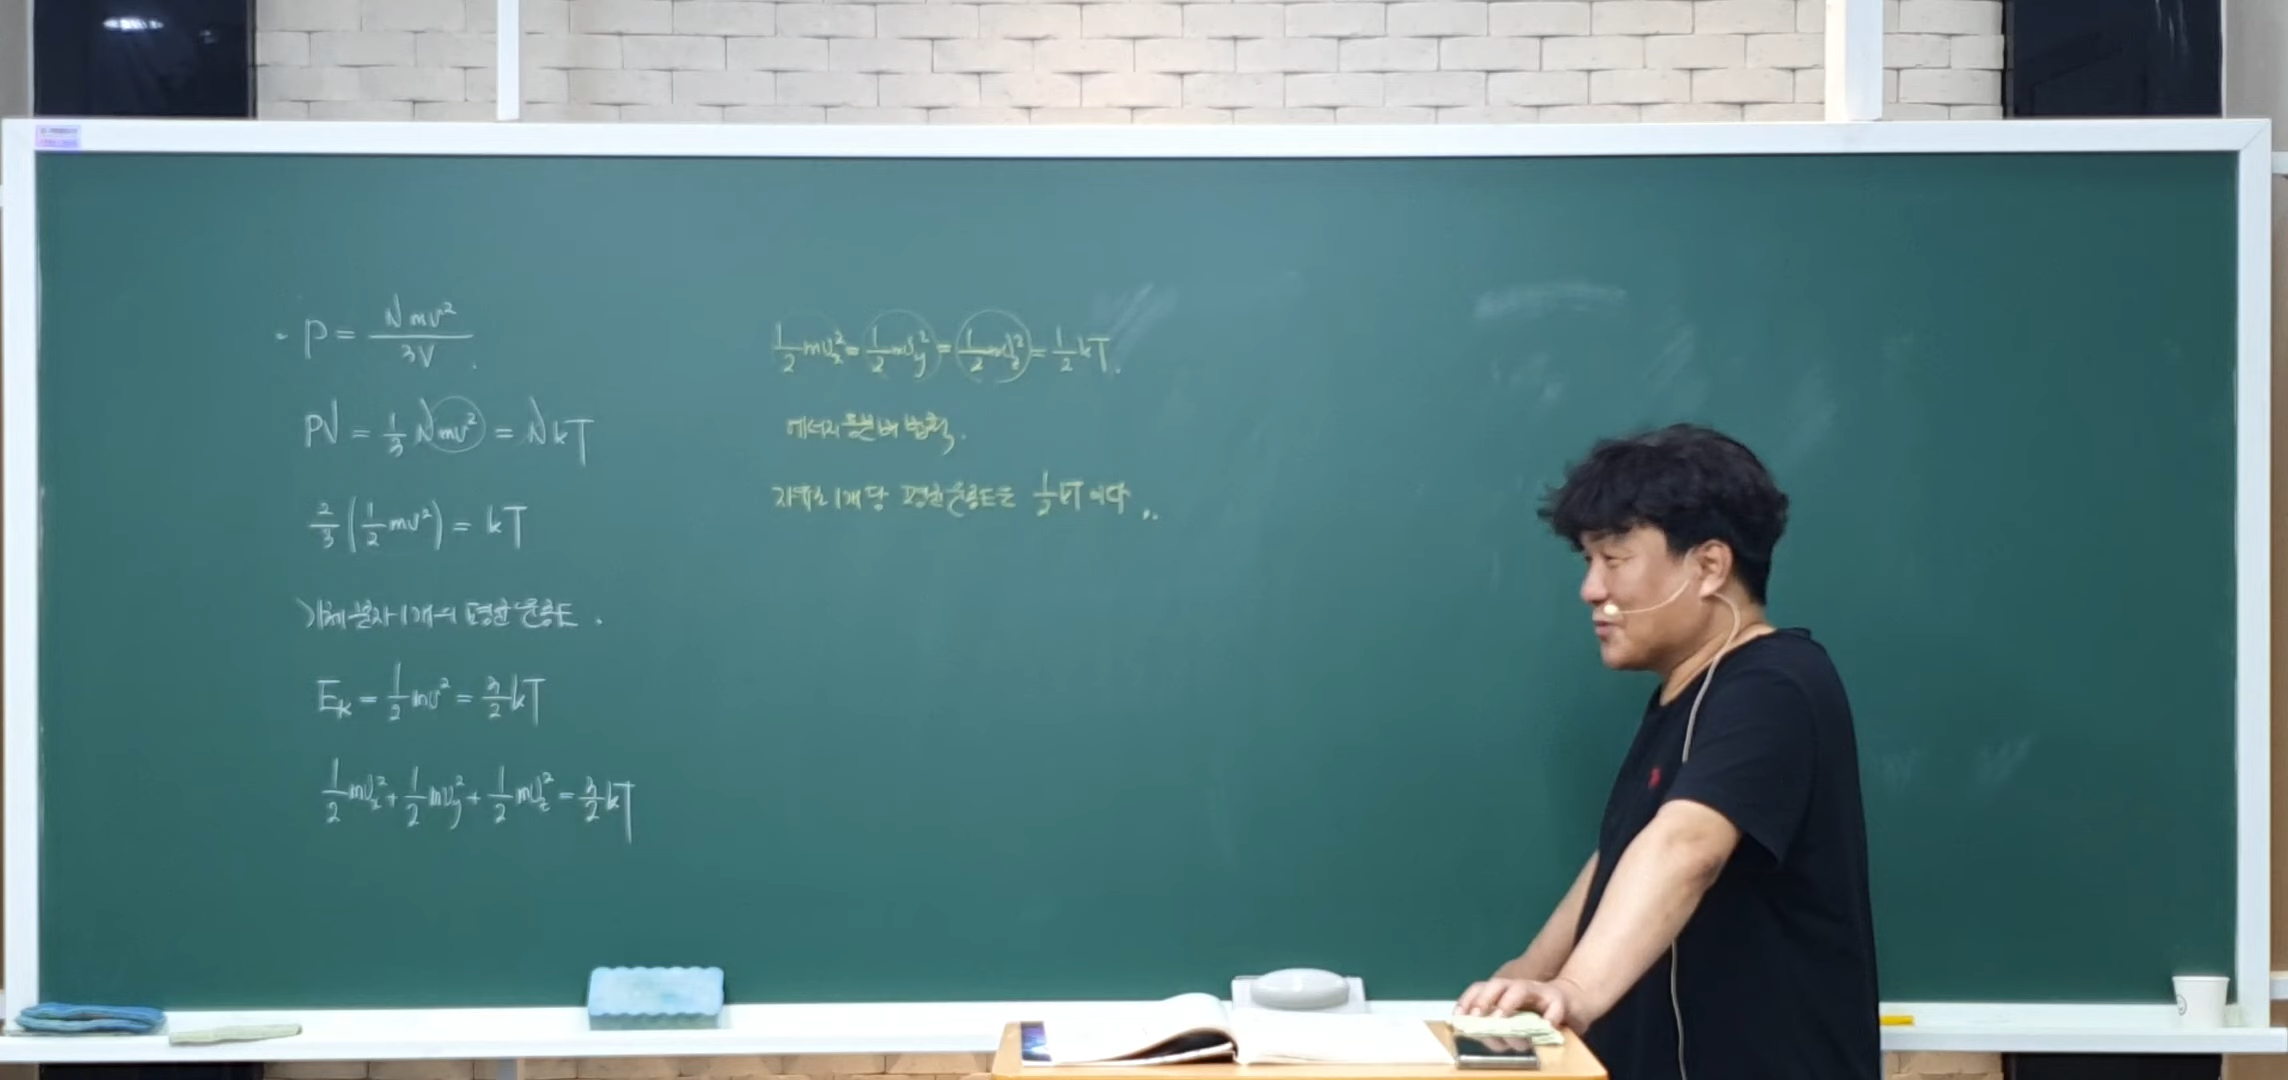 P = Nmv²/3V
PV = 1/3 Nmv² = NkT
2/3 (1/2 mv²) = kT
기체분자 1개의 평균운동E.
E_k = 1/2 mv² = 3/2 kT
1/2 mv_x² + 1/2 mv_y² + 1/2 mv_z² = 3/2 kT
1/2 mv_x² = 1/2 mv_y² = 1/2 mv_z² = 1/2 kT.
에너지 등분배 법칙.
자유도 1개당 평균운동E는 1/2 kT 이다..